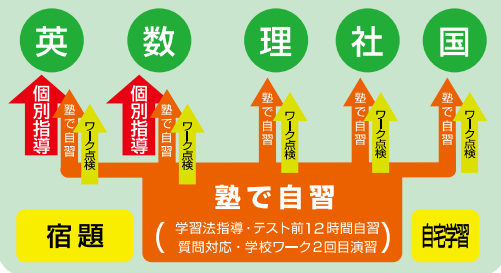 英
数
理
社
国
個別指導
塾で自習
ワーク点検
個別指導
塾で自習
ワーク点検
塾で自習
ワーク点検
塾で自習
ワーク点検
塾で自習
ワーク点検
宿題
塾で自習
(学習法指導・テスト前12時間自習
質問対応・学校ワーク2回目演習)
自宅学習